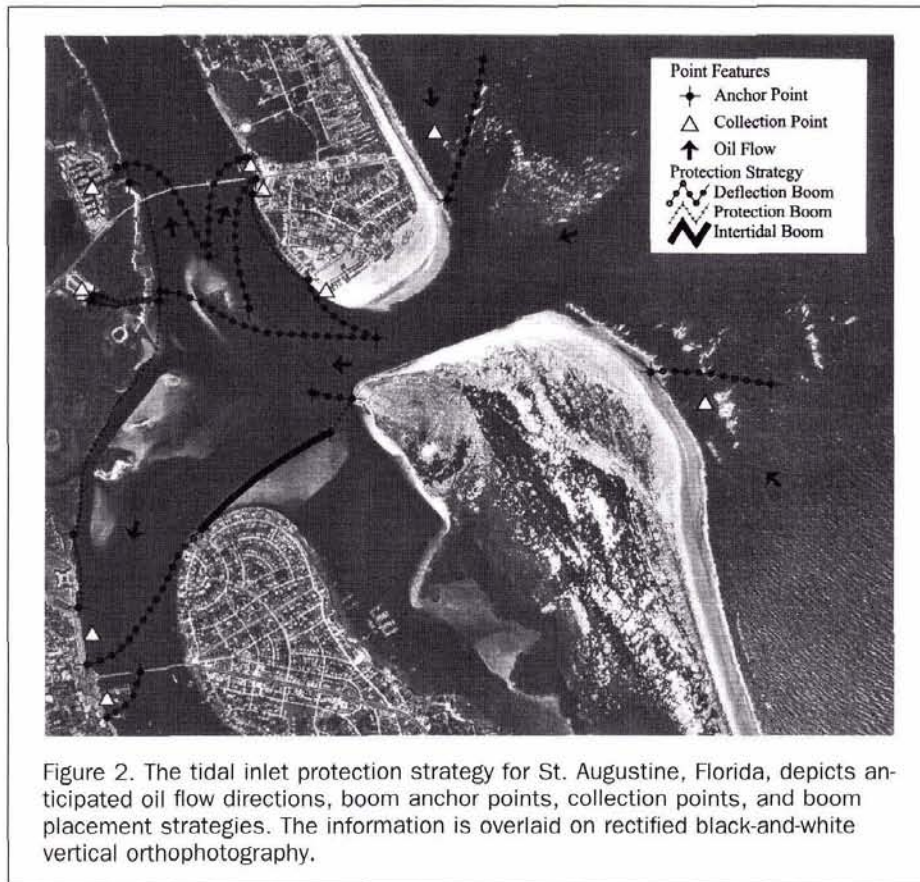 Point Features
Anchor Point
Collection Point
Oil Flow
Protection Strategy
Deflection Boom
Protection Boom
Intertidal Boom
Figure 2. The tidal inlet protection strategy for St. Augustine, Florida, depicts an-
ticipated oil flow directions, boom anchor points, collection points, and boom
placement strategies. The information is overlaid on rectified black-and-white
vertical orthophotography.